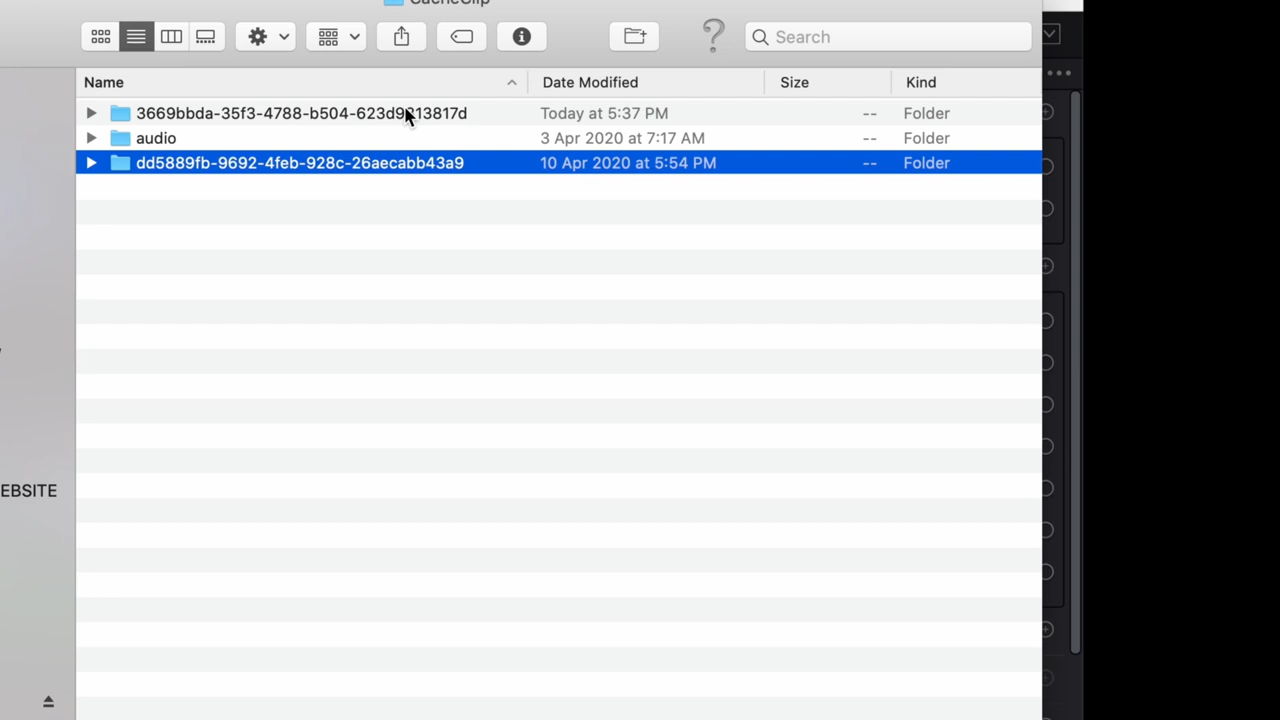 CacheClip
Search
Name Date Modified Size Kind
3669bbda-35f3-4788-b504-623d9213817d Today at 5:37 PM -- Folder
audio 3 Apr 2020 at 7:17 AM -- Folder
dd5889fb-9692-4feb-928c-26aecabb43a9 10 Apr 2020 at 5:54 PM -- Folder
EBSITE